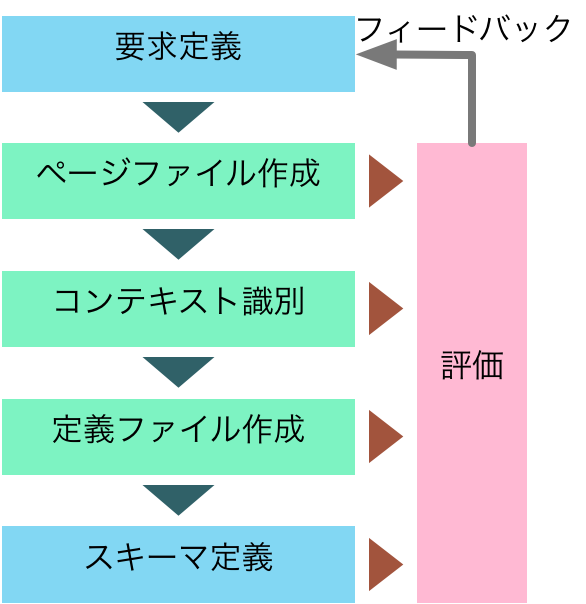 フィードバック
要求定義
ページファイル作成
コンテキスト識別
評価
定義ファイル作成
スキーマ定義